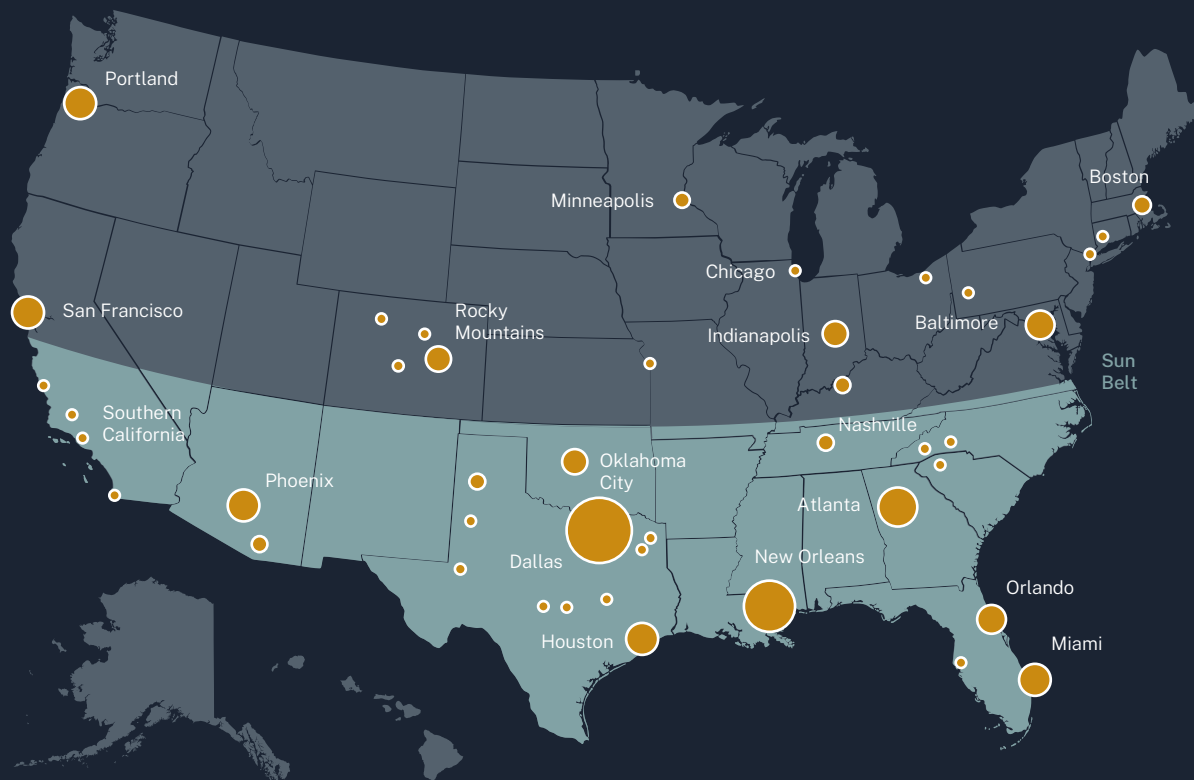 Portland
Boston
Minneapolis
Chicago
San Francisco
Rocky
Mountains
Baltimore
Indianapolis
Sun
Belt
Southern
California
Nashville
Oklahoma
City
Phoenix
Atlanta
Dallas
New Orleans
Orlando
Houston
Miami